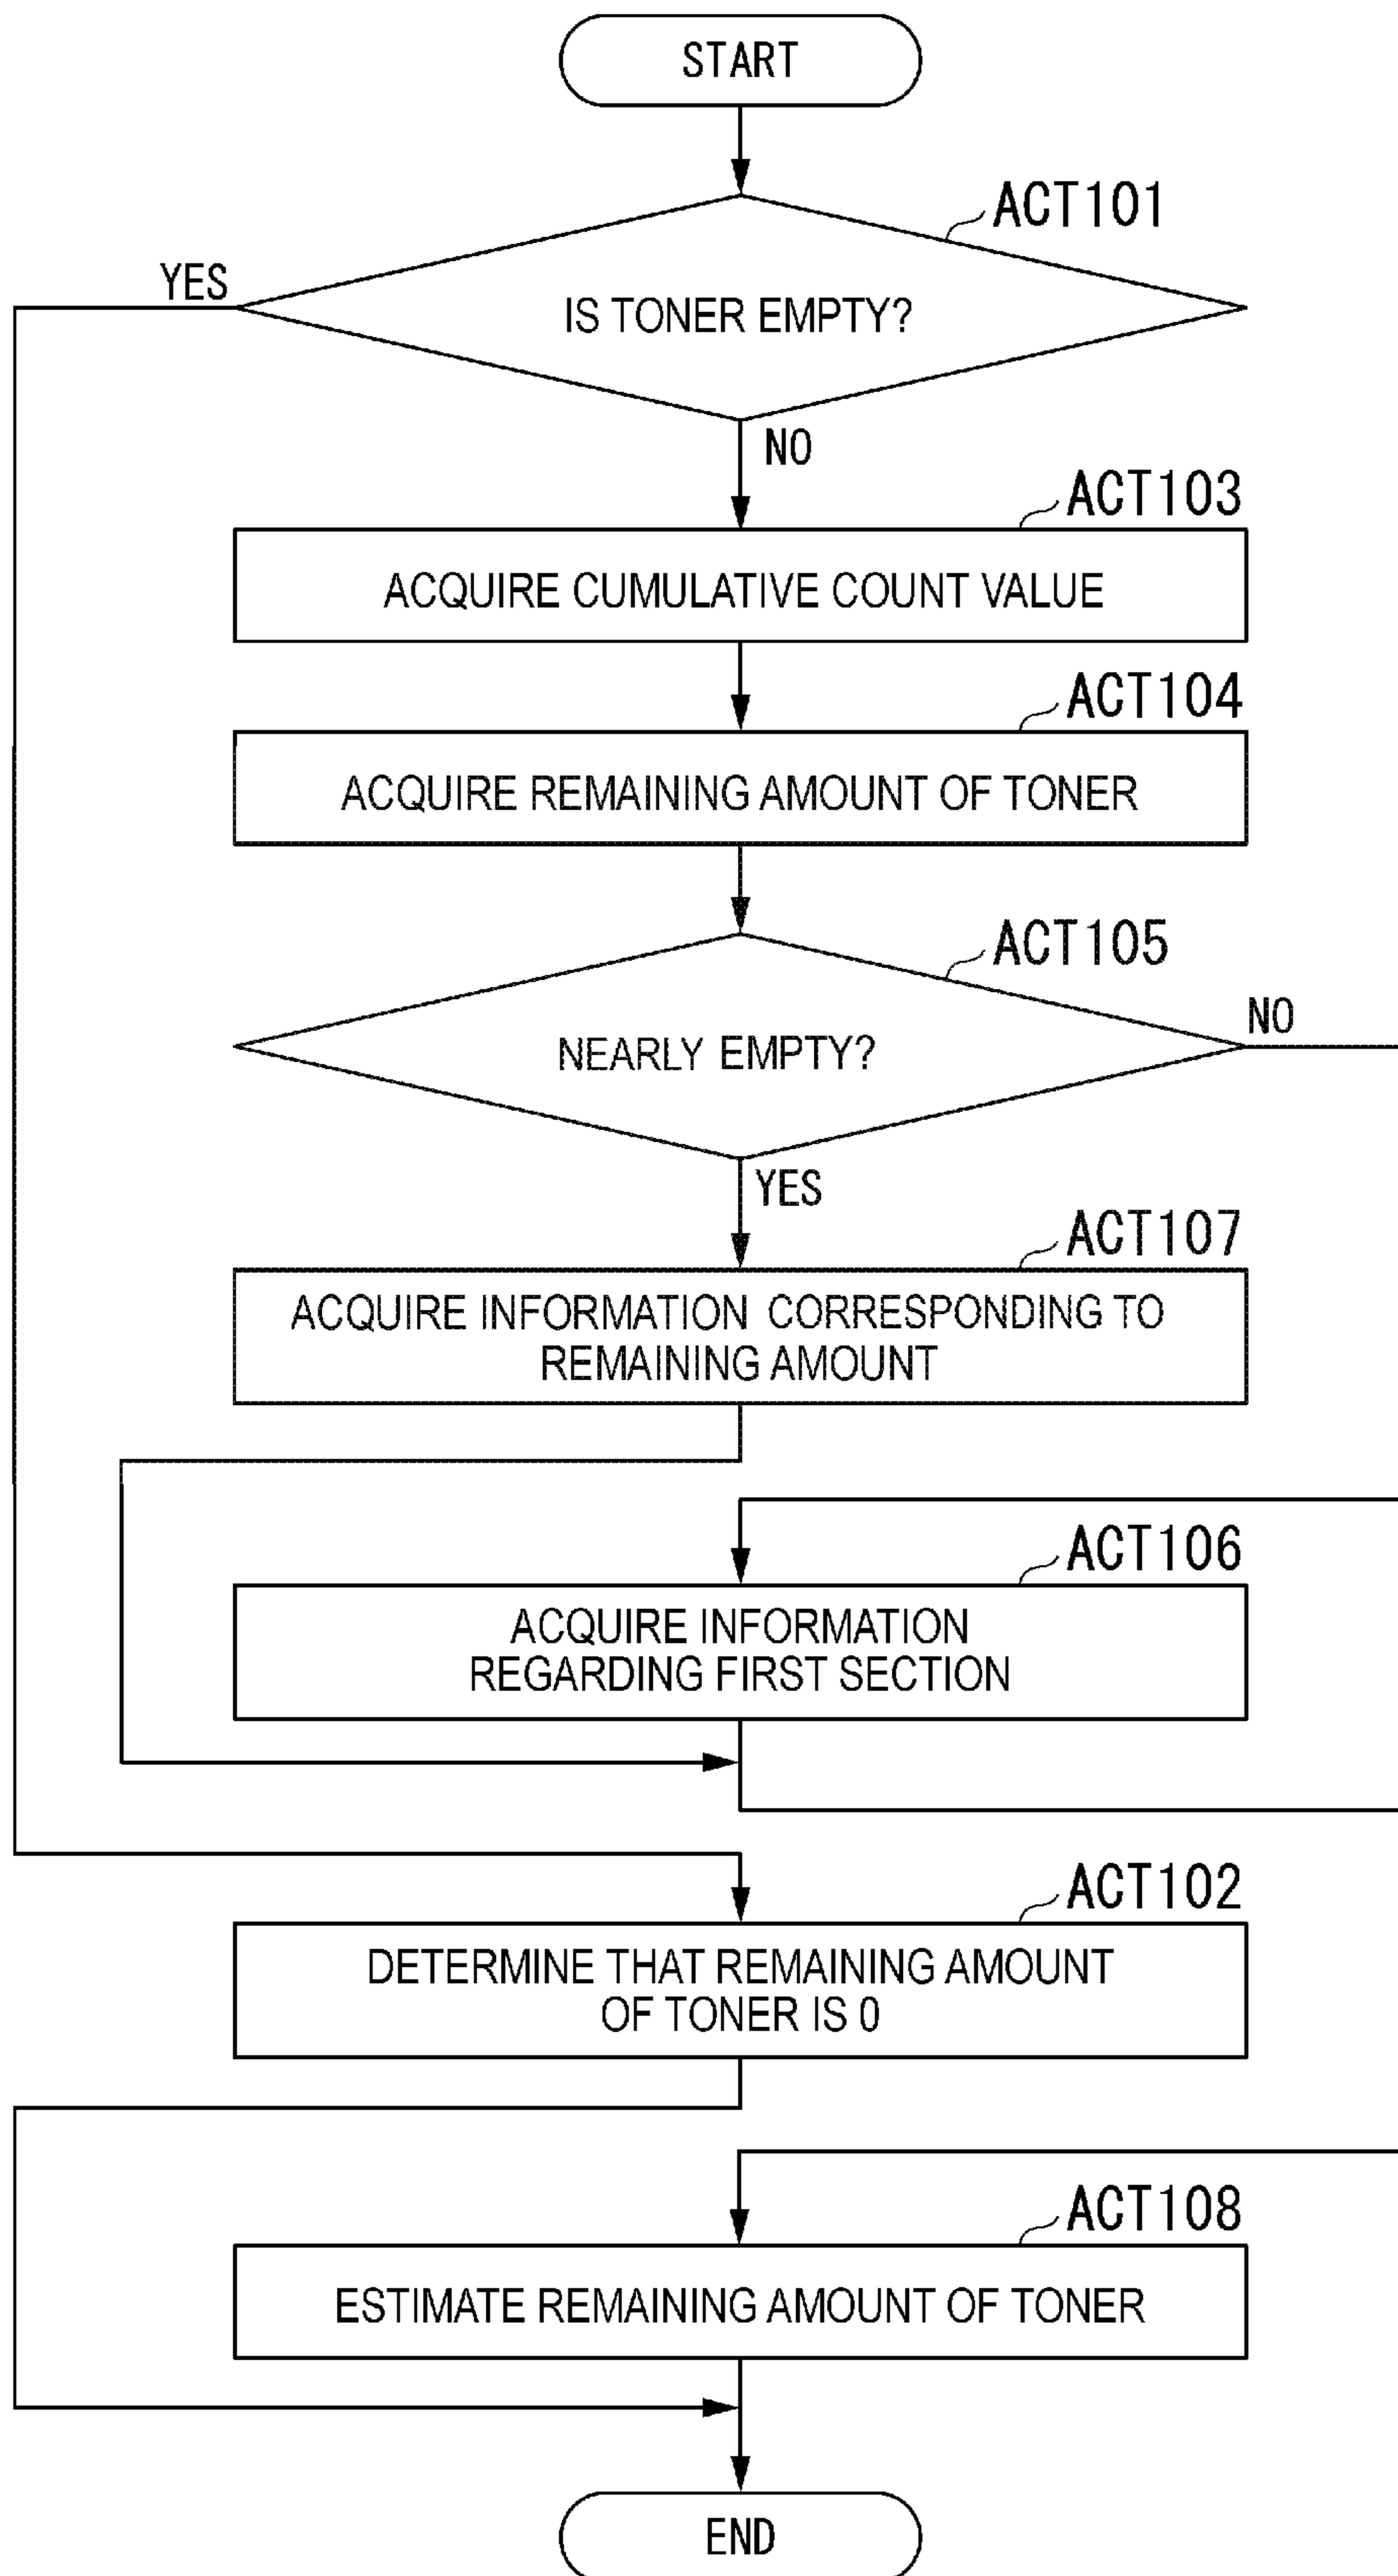 START
ACT101
YES
IS TONER EMPTY?
NO
ACT103
ACQUIRE CUMULATIVE COUNT VALUE
ACT104
ACQUIRE REMAINING AMOUNT OF TONER
ACT105
NO
NEARLY EMPTY?
YES
ACT107
ACQUIRE INFORMATION CORRESPONDING TO
REMAINING AMOUNT
ACT106
ACQUIRE INFORMATION
REGARDING FIRST SECTION
ACT102
DETERMINE THAT REMAINING AMOUNT
OF TONER IS 0
ACT108
ESTIMATE REMAINING AMOUNT OF TONER
END